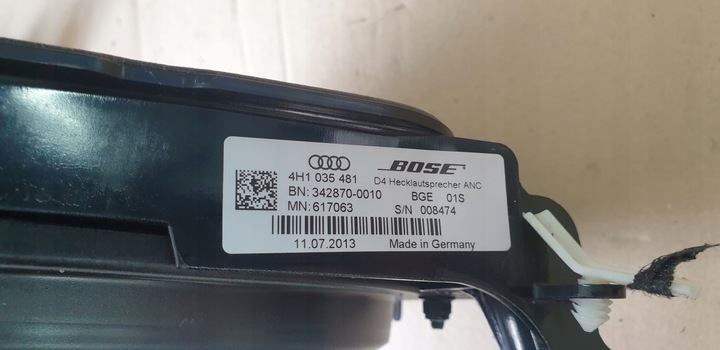 BOSE
4H1 035 481 D4 Hecklautsprecher ANC
BN: 342870-0010 BGE 01S
MN: 617063 S/N 008474
11.07.2013 Made in Germany